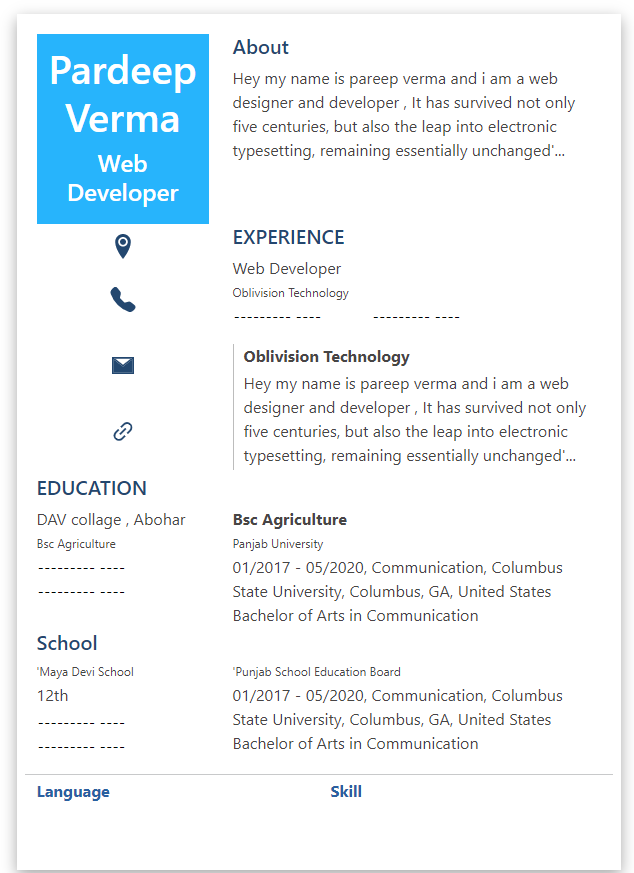 Pardeep
Verma
Web
Developer
About
Hey my name is pareep verma and i am a web
designer and developer , It has survived not only
five centuries, but also the leap into electronic
typesetting, remaining essentially unchanged'...
EXPERIENCE
Web Developer
Oblivision Technology
--------- ---- --------- ----
Oblivision Technology
Hey my name is pareep verma and i am a web
designer and developer , It has survived not only
five centuries, but also the leap into electronic
typesetting, remaining essentially unchanged'...
EDUCATION
DAV collage , Abohar
Bsc Agriculture
--------- ----
--------- ----
Bsc Agriculture
Panjab University
01/2017 - 05/2020, Communication, Columbus
State University, Columbus, GA, United States
Bachelor of Arts in Communication
School
'Maya Devi School
12th
--------- ----
--------- ----
'Punjab School Education Board
01/2017 - 05/2020, Communication, Columbus
State University, Columbus, GA, United States
Bachelor of Arts in Communication
Language
Skill